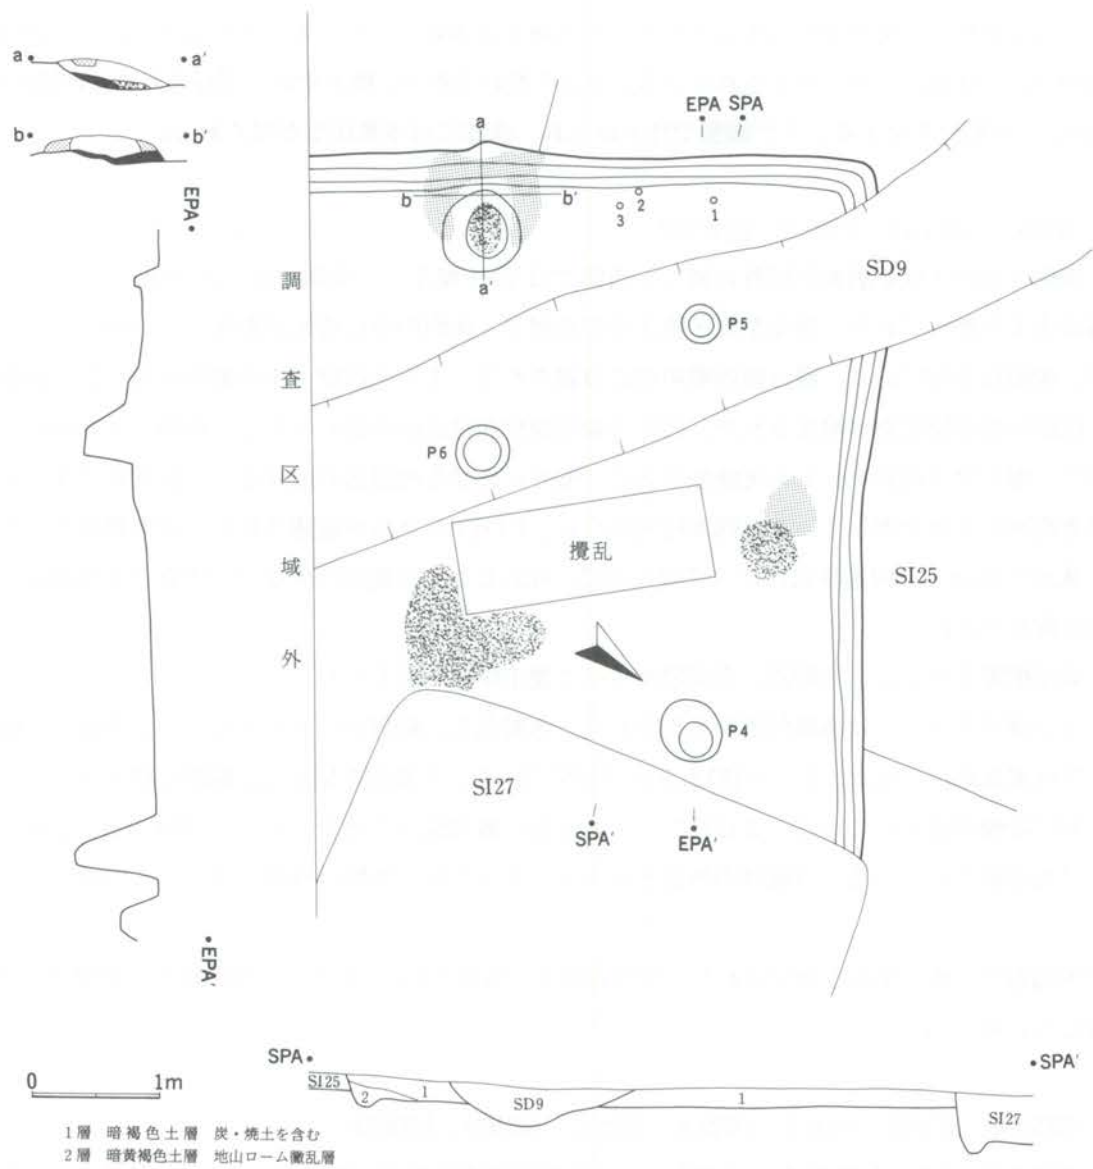 a a'
b b'
EPA
EPA'
EPA SPA
a
b b'
a'
1
2
3
SD9
P5
P6
調査区域外
攪乱
SI25
P4
SI27
SPA'
EPA'
SPA SPA'
SI25
2
1
SD9
1
SI27
0 1m
1層 暗褐色土層 炭・焼土を含む
2層 暗黄褐色土層 地山ローム攪乱層